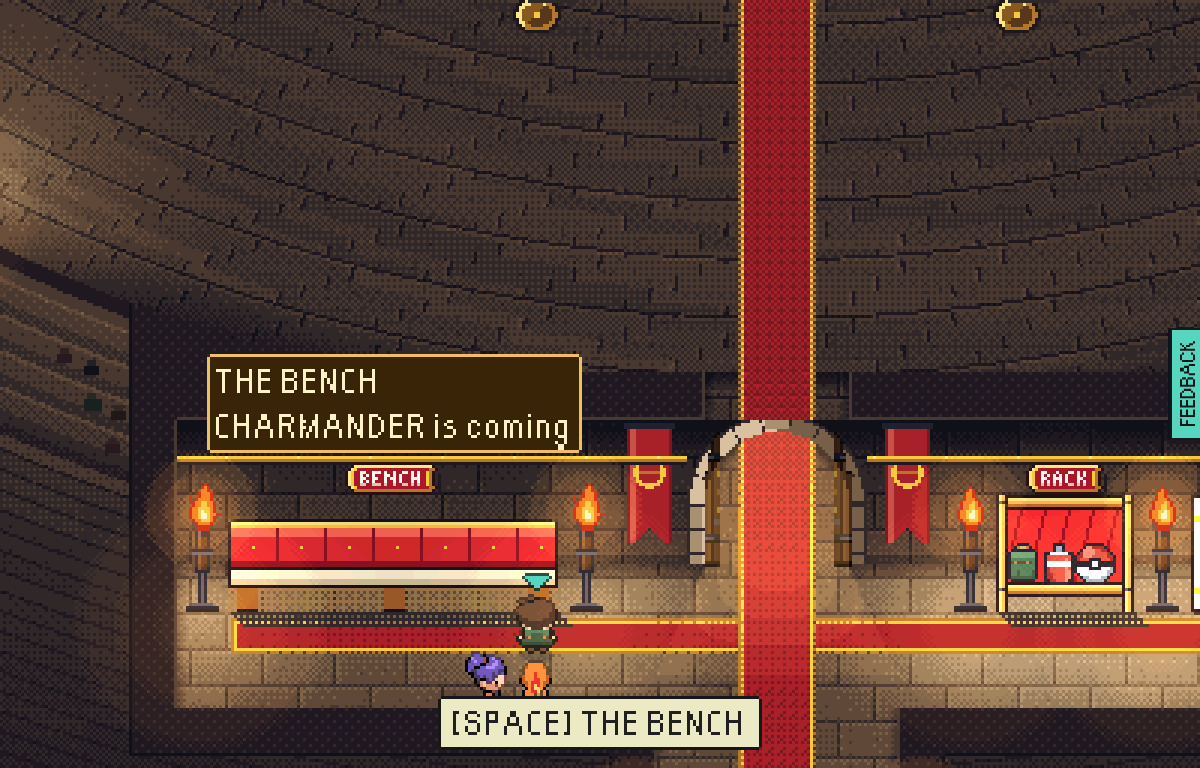 THE BENCH
CHARMANDER is coming
BENCH
RACK
FEEDBACK
[SPACE] THE BENCH